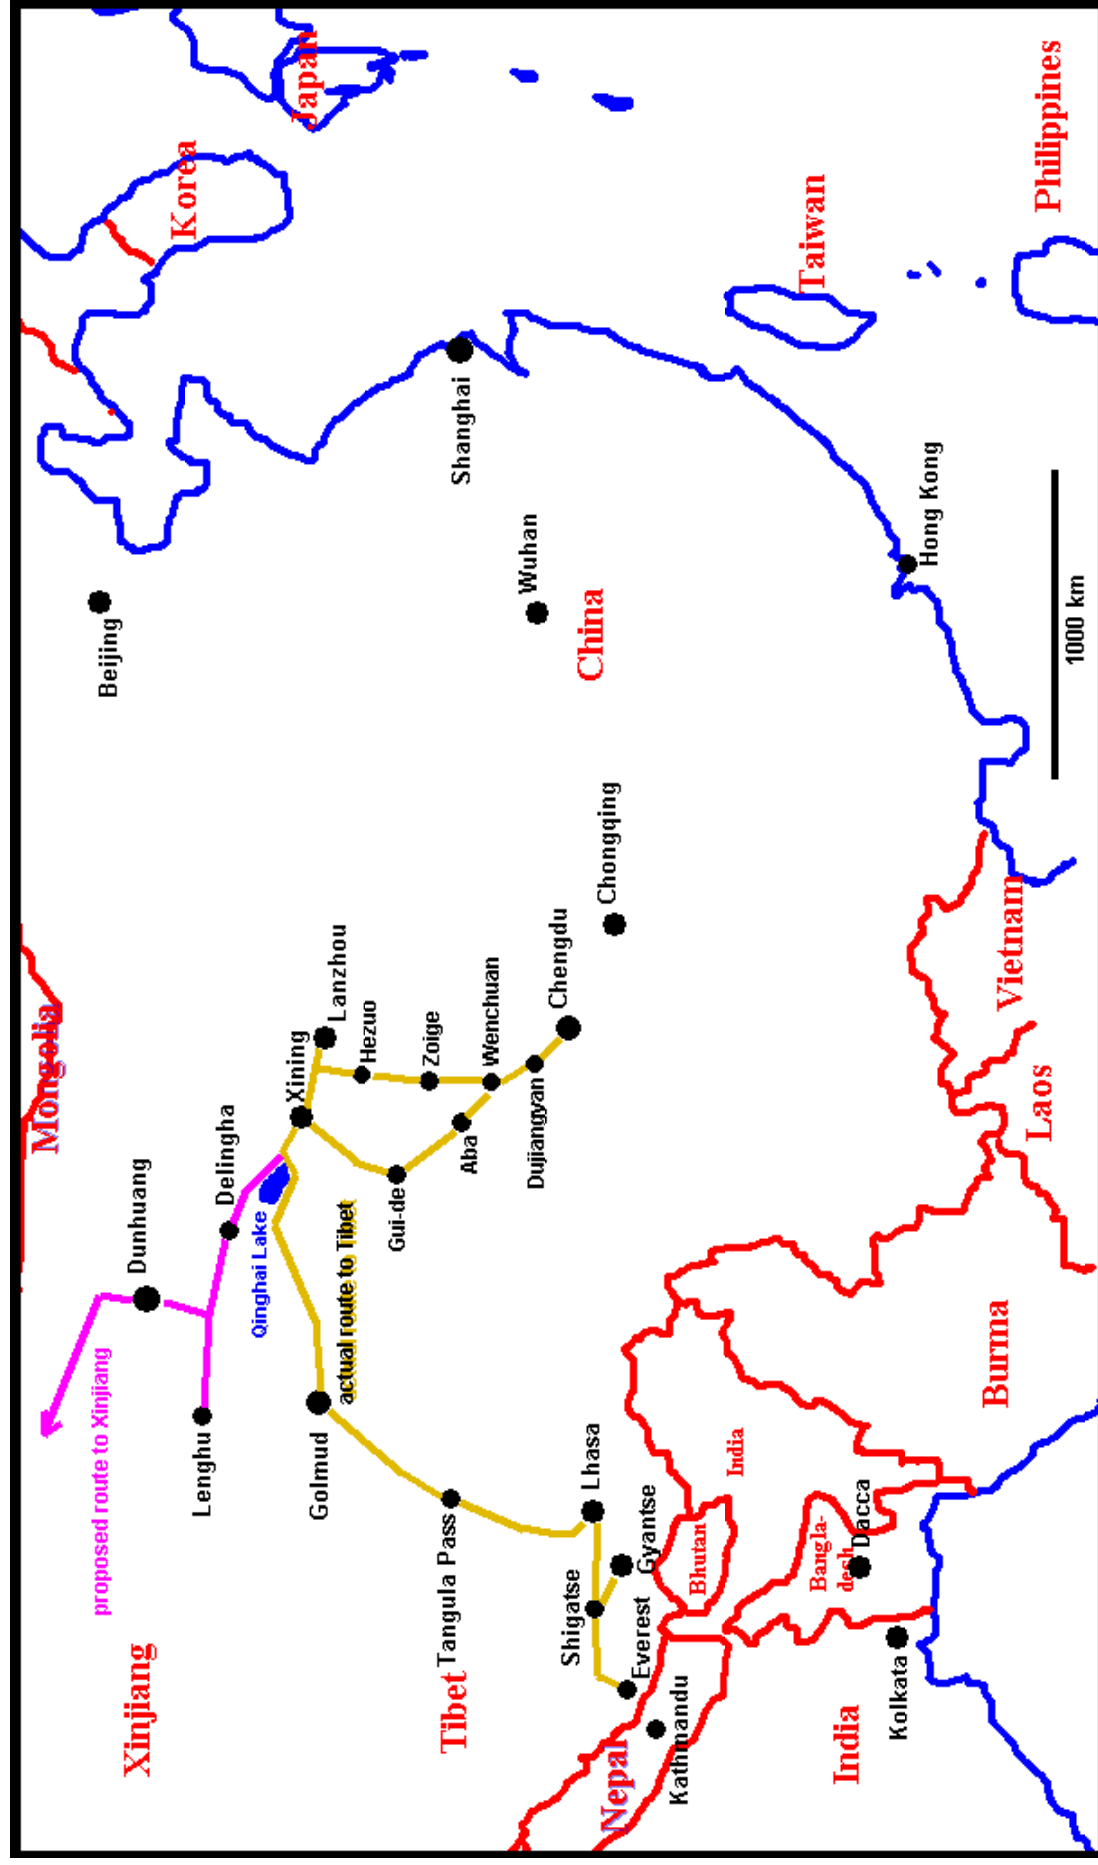 Mongolia
Xinjiang
proposed route to Xinjiang
Dunhuang
Lenghu
Delingha
Qinghai Lake
Xining
Lanzhou
Golmud
actual route to Tibet
Hezuo
Gui-de
Zoige
Aba
Wenchuan
Dujiangyan
Chengdu
Chongqing
Tibet
Tangula Pass
Lhasa
Shigatse
Gyantse
Everest
Nepal
Kathmandu
Bhutan
India
Bangla-
desh
Dacca
India
Kolkata
Burma
Laos
Vietnam
Beijing
Korea
Japan
Shanghai
Wuhan
China
Taiwan
Hong Kong
Philippines
1000 km